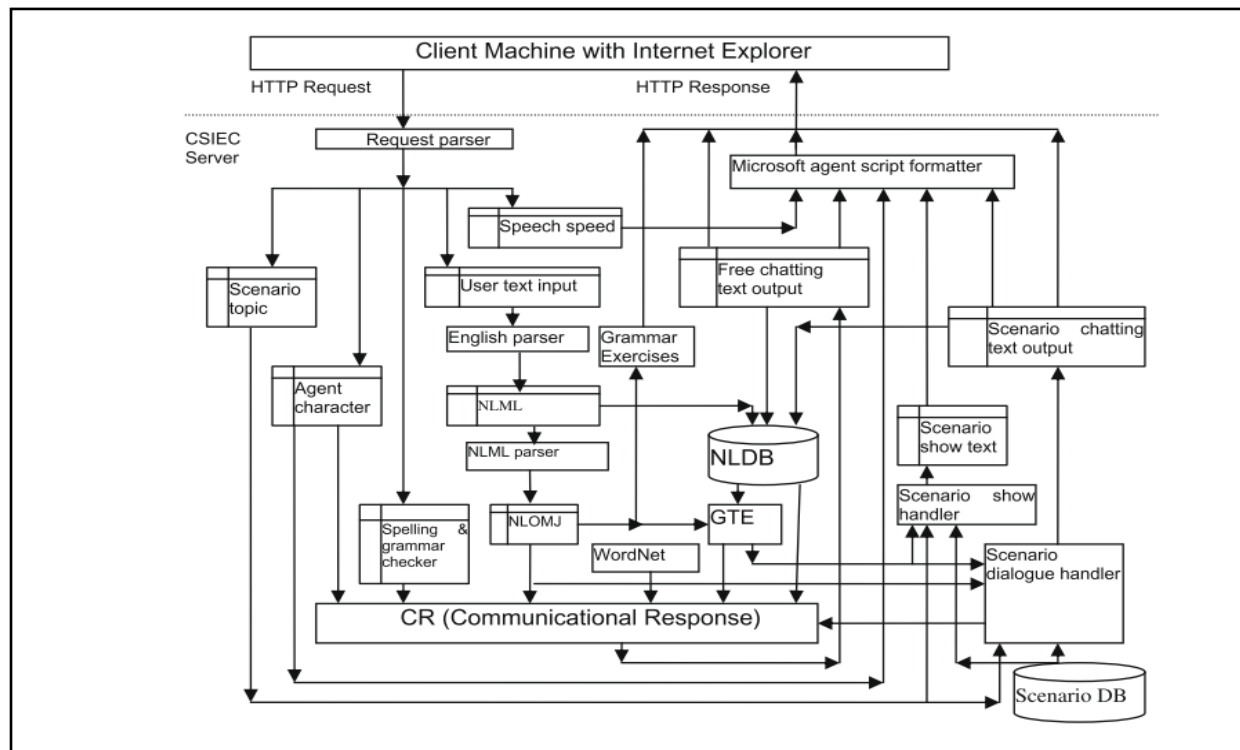 Client Machine with Internet Explorer
HTTP Request
HTTP Response
CSIEC
Server
Request parser
Microsoft agent script formatter
Speech speed
Scenario
topic
User text input
Free chatting
text output
English parser
Grammar
Exercises
Scenario chatting
text output
Agent
character
NLML
Scenario
show text
NLML parser
NLDB
Scenario show
handler
NLOMJ
GTE
Spelling &
grammar
checker
WordNet
Scenario
dialogue handler
CR (Communicational Response)
Scenario DB